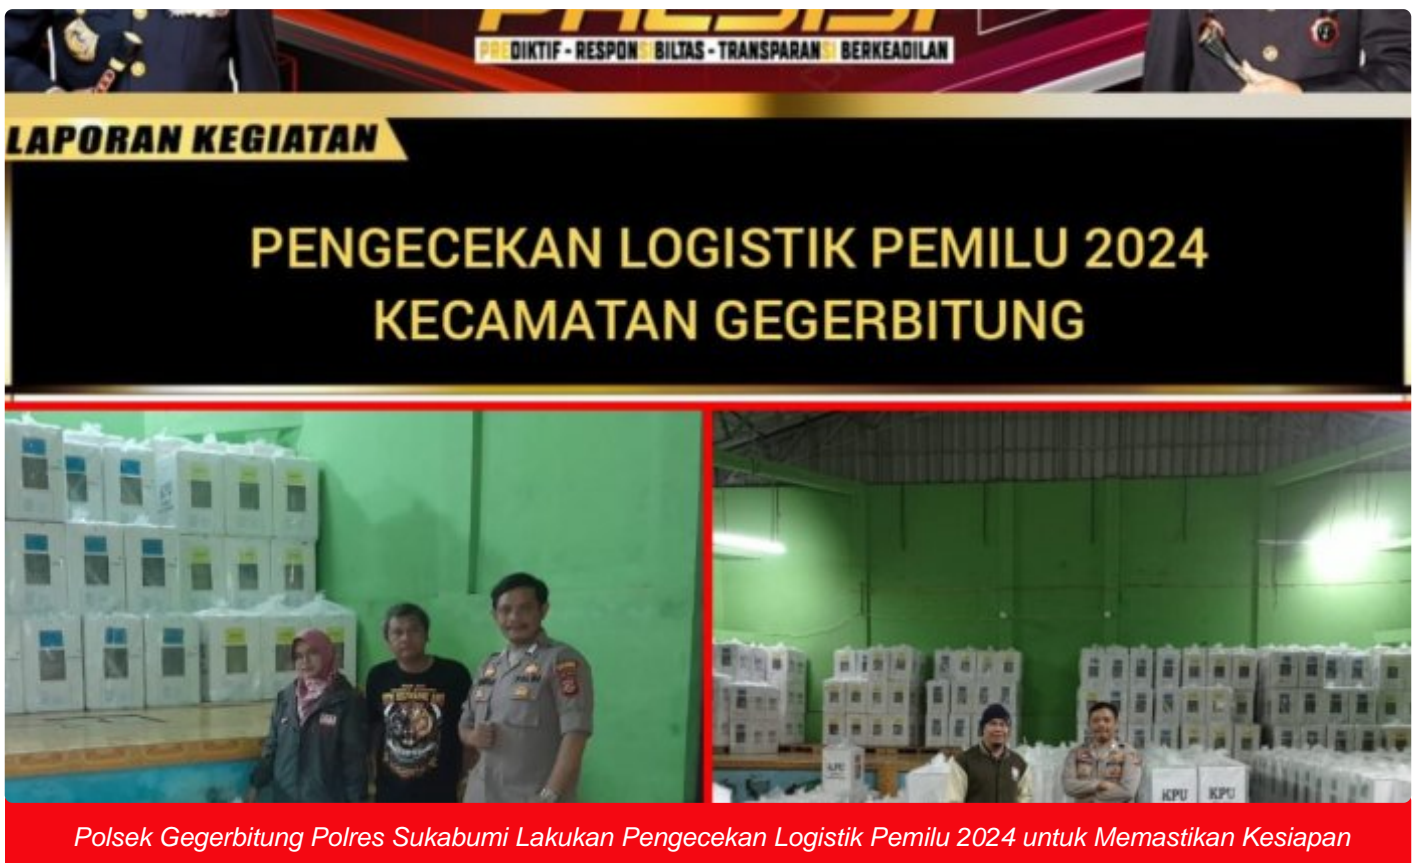 PREDIKTIF - RESPONSIBILTAS - TRANSPARANSI BERKEADILAN
LAPORAN KEGIATAN
PENGECEKAN LOGISTIK PEMILU 2024
KECAMATAN GEGERBITUNG
KPU
KPU
KPU
Polsek Gegerbitung Polres Sukabumi Lakukan Pengecekan Logistik Pemilu 2024 untuk Memastikan Kesiapan